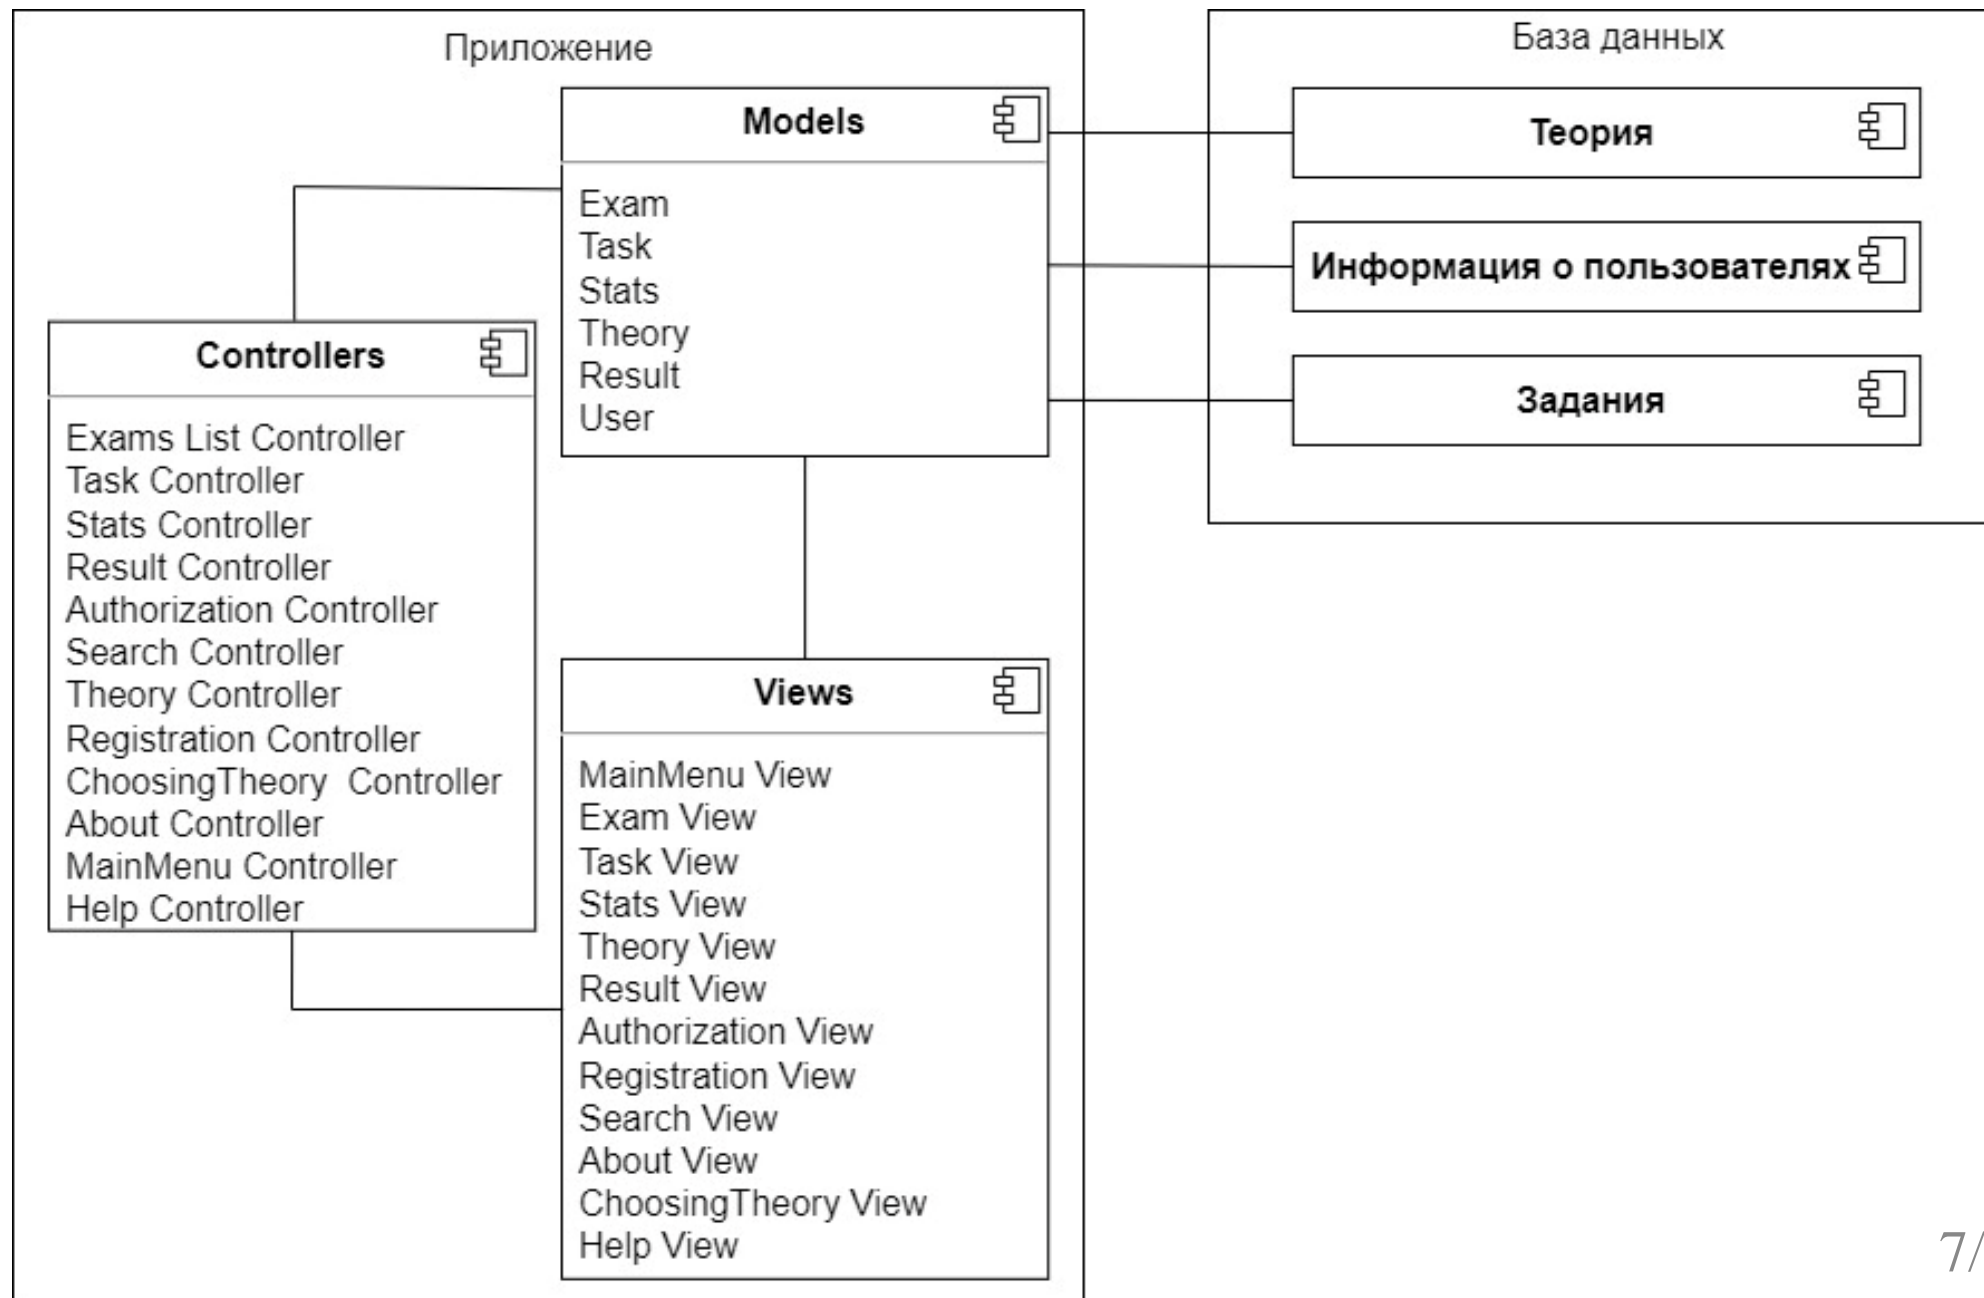 Приложение
Models
Exam
Task
Stats
Theory
Result
User
Controllers
Exams List Controller
Task Controller
Stats Controller
Result Controller
Authorization Controller
Search Controller
Theory Controller
Registration Controller
ChoosingTheory  Controller
About Controller
MainMenu Controller
Help Controller
Views
MainMenu View
Exam View
Task View
Stats View
Theory View
Result View
Authorization View
Registration View
Search View
About View
ChoosingTheory View
Help View
База данных
Теория
Информация о пользователях
Задания
7/